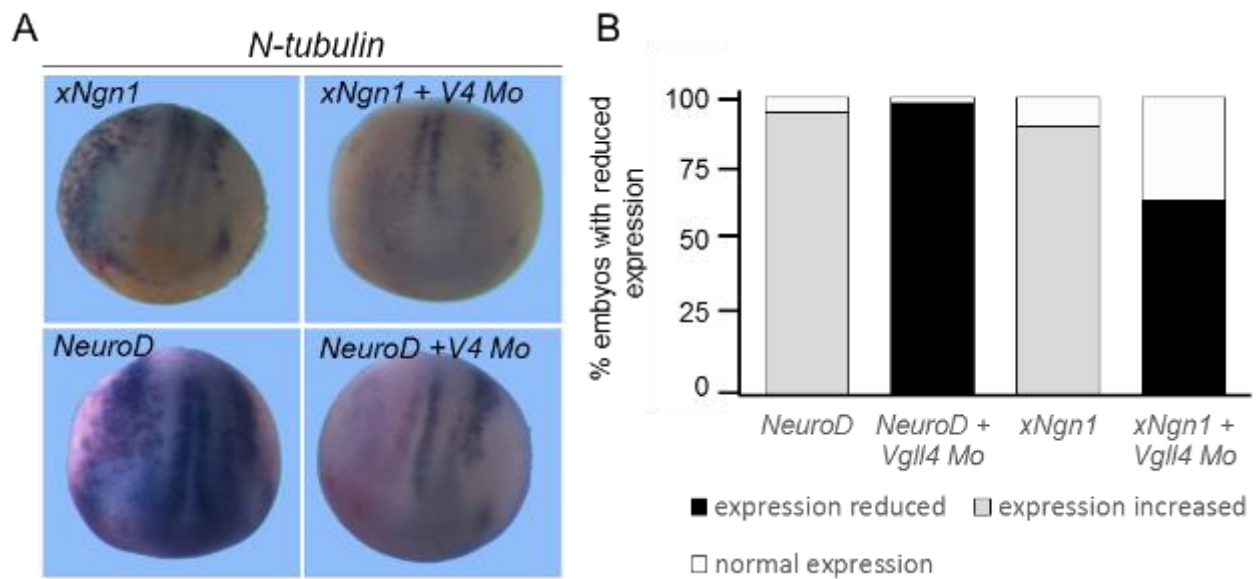 A
N-tubulin
xNgn1
xNgn1 + V4 Mo
NeuroD
NeuroD +V4 Mo
B
% embyos with reduced
expression
100
75
50
25
0
NeuroD
NeuroD +
Vgll4 Mo
xNgn1
xNgn1 +
Vgll4 Mo
expression reduced
expression increased
normal expression